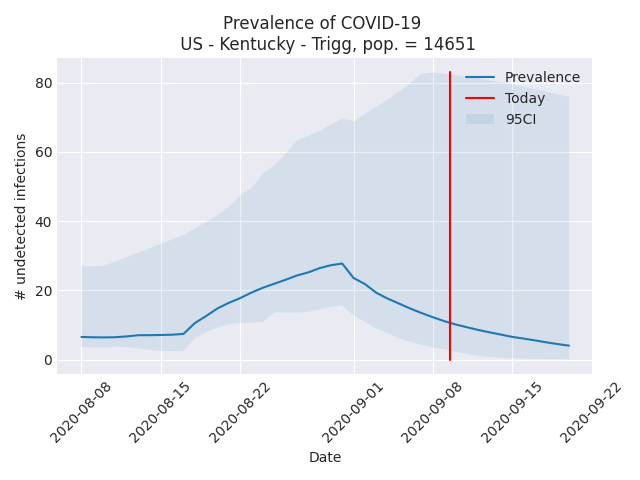 Prevalence of COVID-19
US - Kentucky - Trigg, pop. = 14651
# undetected infections
80
60
40
20
0
Prevalence
Today
95CI
2020-08-08
2020-08-15
2020-08-22
2020-09-01
2020-09-08
2020-09-15
2020-09-22
Date